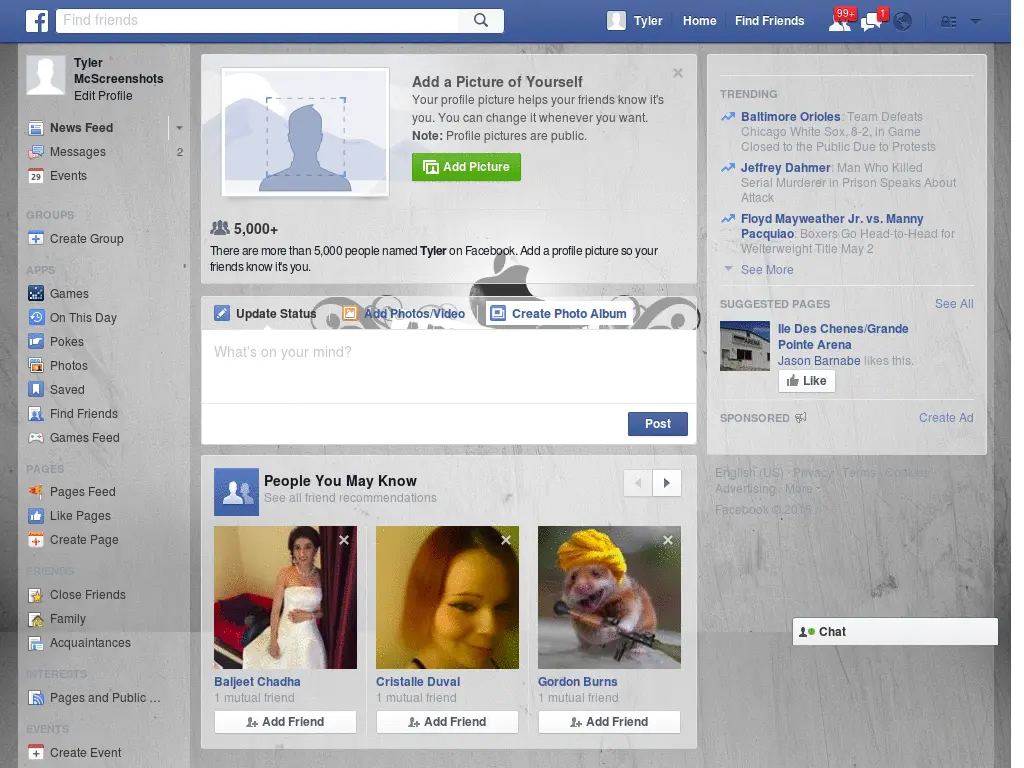 f
Find friends
Tyler
Home
Find Friends
99+
1
Tyler
McScreenshots
Edit Profile
News Feed
Messages 2
29 Events
GROUPS
Create Group
APPS
Games
On This Day
Pokes
Photos
Saved
Find Friends
Games Feed
PAGES
Pages Feed
Like Pages
Create Page
FRIENDS
Close Friends
Family
Acquaintances
INTERESTS
Pages and Public ...
EVENTS
Create Event
Add a Picture of Yourself
Your profile picture helps your friends know it's
you. You can change it whenever you want.
Note: Profile pictures are public.
Add Picture
5,000+
There are more than 5,000 people named Tyler on Facebook. Add a profile picture so your
friends know it's you.
Update Status
Add Photos/Video
Create Photo Album
What's on your mind?
Post
People You May Know
See all friend recommendations
Baljeet Chadha
1 mutual friend
Add Friend
Cristalle Duval
1 mutual friend
Add Friend
Gordon Burns
1 mutual friend
Add Friend
TRENDING
Baltimore Orioles: Team Defeats
Chicago White Sox, 8-2, in Game
Closed to the Public Due to Protests
Jeffrey Dahmer: Man Who Killed
Serial Murderer in Prison Speaks About
Attack
Floyd Mayweather Jr. vs. Manny
Pacquiao: Boxers Go Head-to-Head for
Welterweight Title May 2
See More
SUGGESTED PAGES See All
Ile Des Chenes/Grande
Pointe Arena
Jason Barnabe likes this.
Like
SPONSORED Create Ad
English (US) · Privacy · Terms · Cookies ·
Advertising · More
Facebook © 2015
Chat